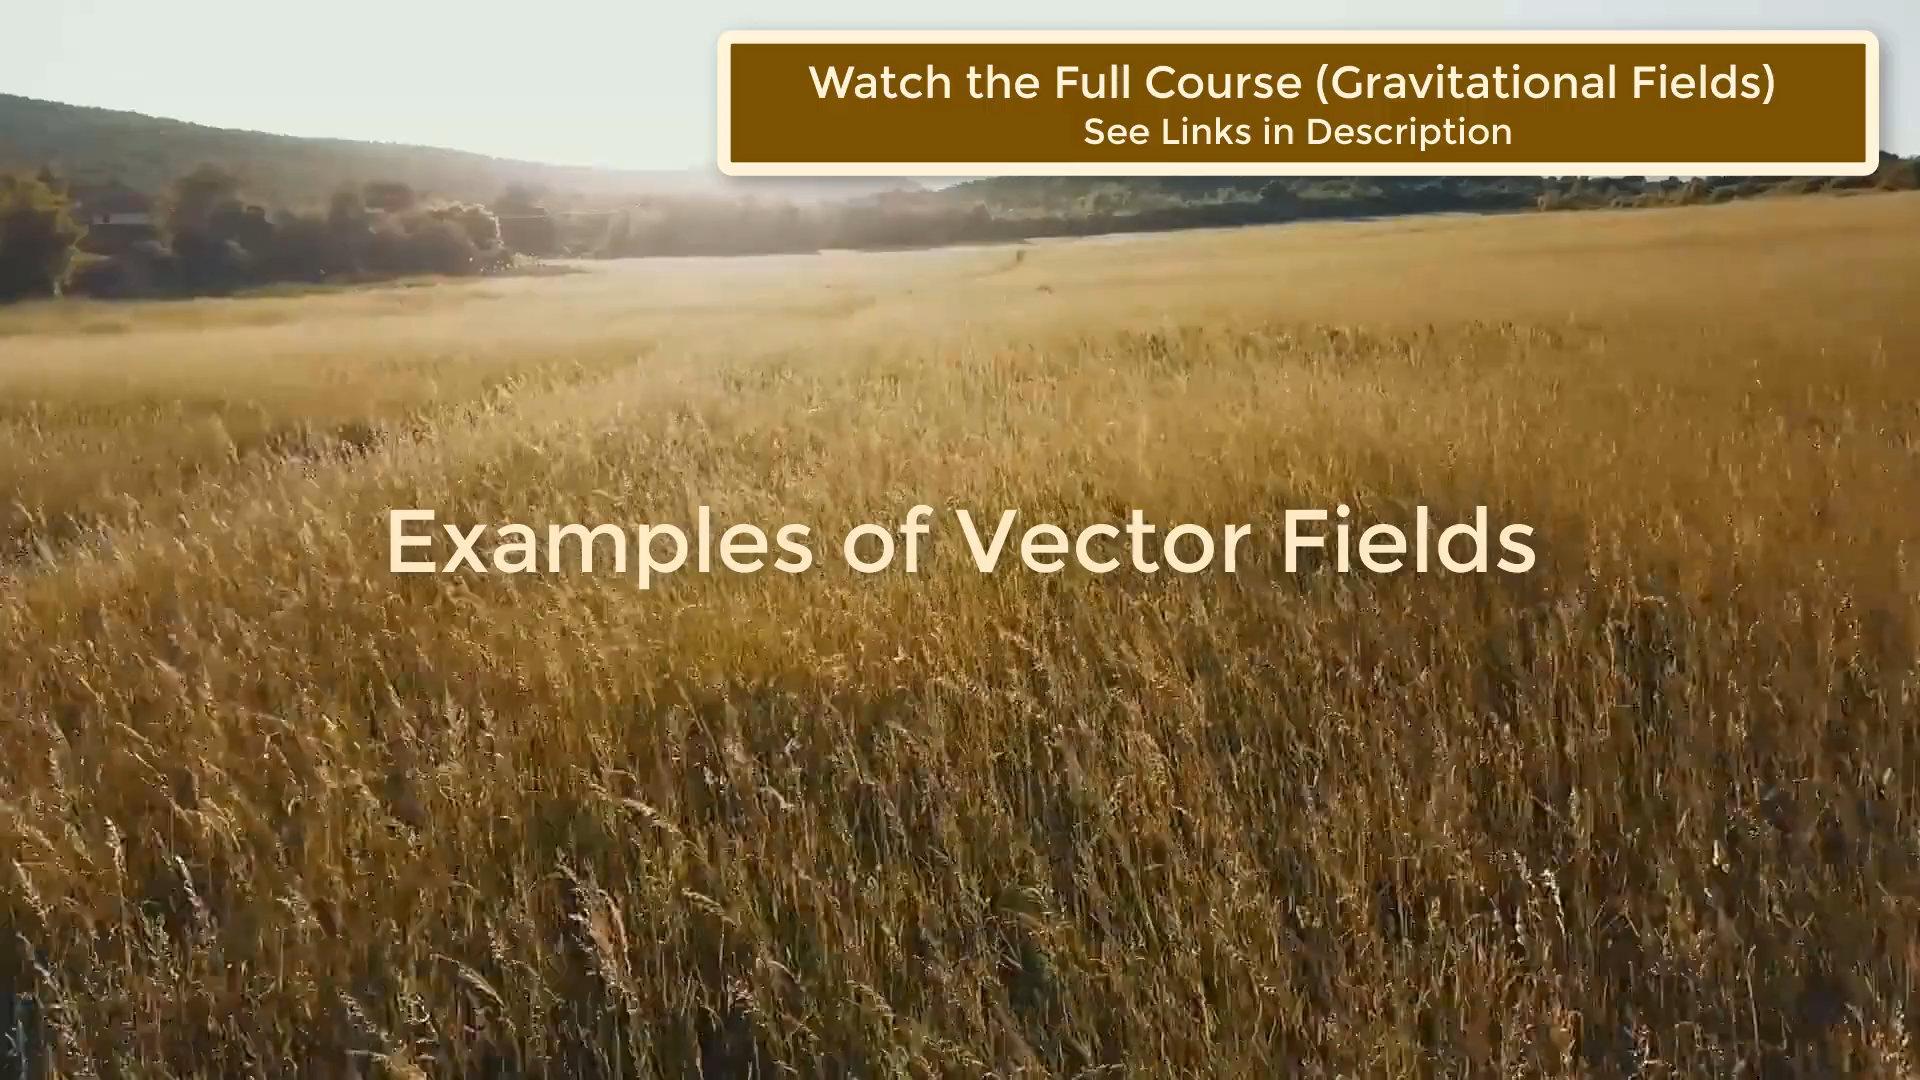 Watch the Full Course (Gravitational Fields)
See Links in Description
Examples of Vector Fields